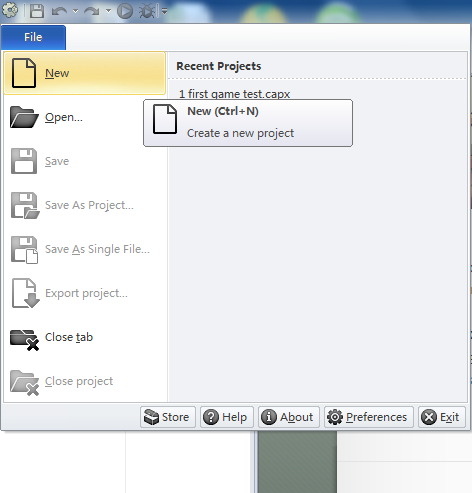 File
New
Recent Projects
1 first game test.capx
New (Ctrl+N)
Create a new project
Open...
Save
Save As Project...
Save As Single File...
Export project...
Close tab
Close project
Store
Help
About
Preferences
Exit